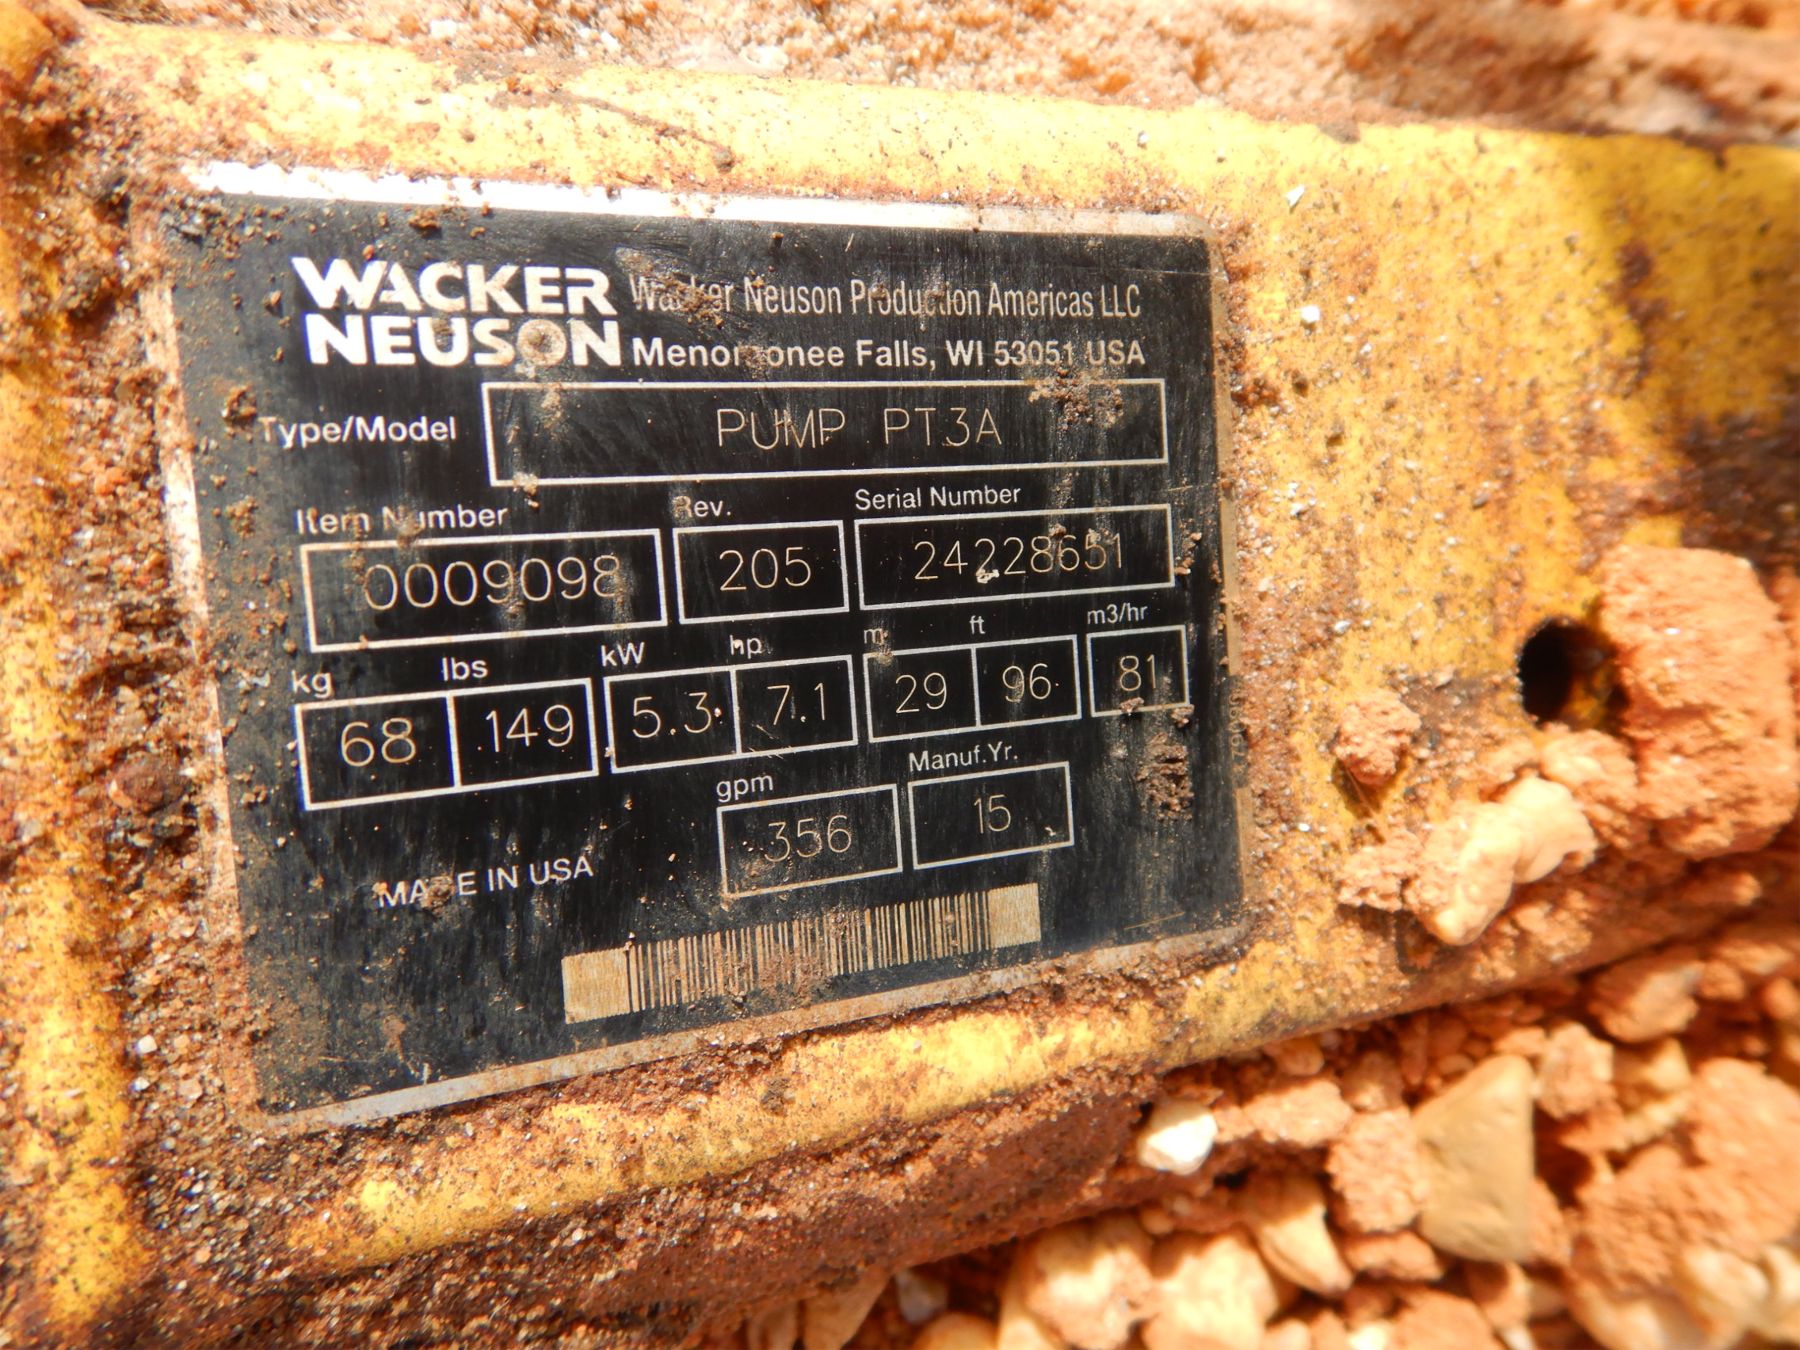 WACKER
NEUSON
Wacker Neuson Production Americas LLC
Menomonee Falls, WI 53051 USA
Type/Model
PUMP PT3A
Item Number Rev. Serial Number
0009098 205 24228651
kg lbs kW hp m ft m3/hr
68 149 5.3 7.1 29 96 81
gpm Manuf.Yr.
356 15
MADE IN USA